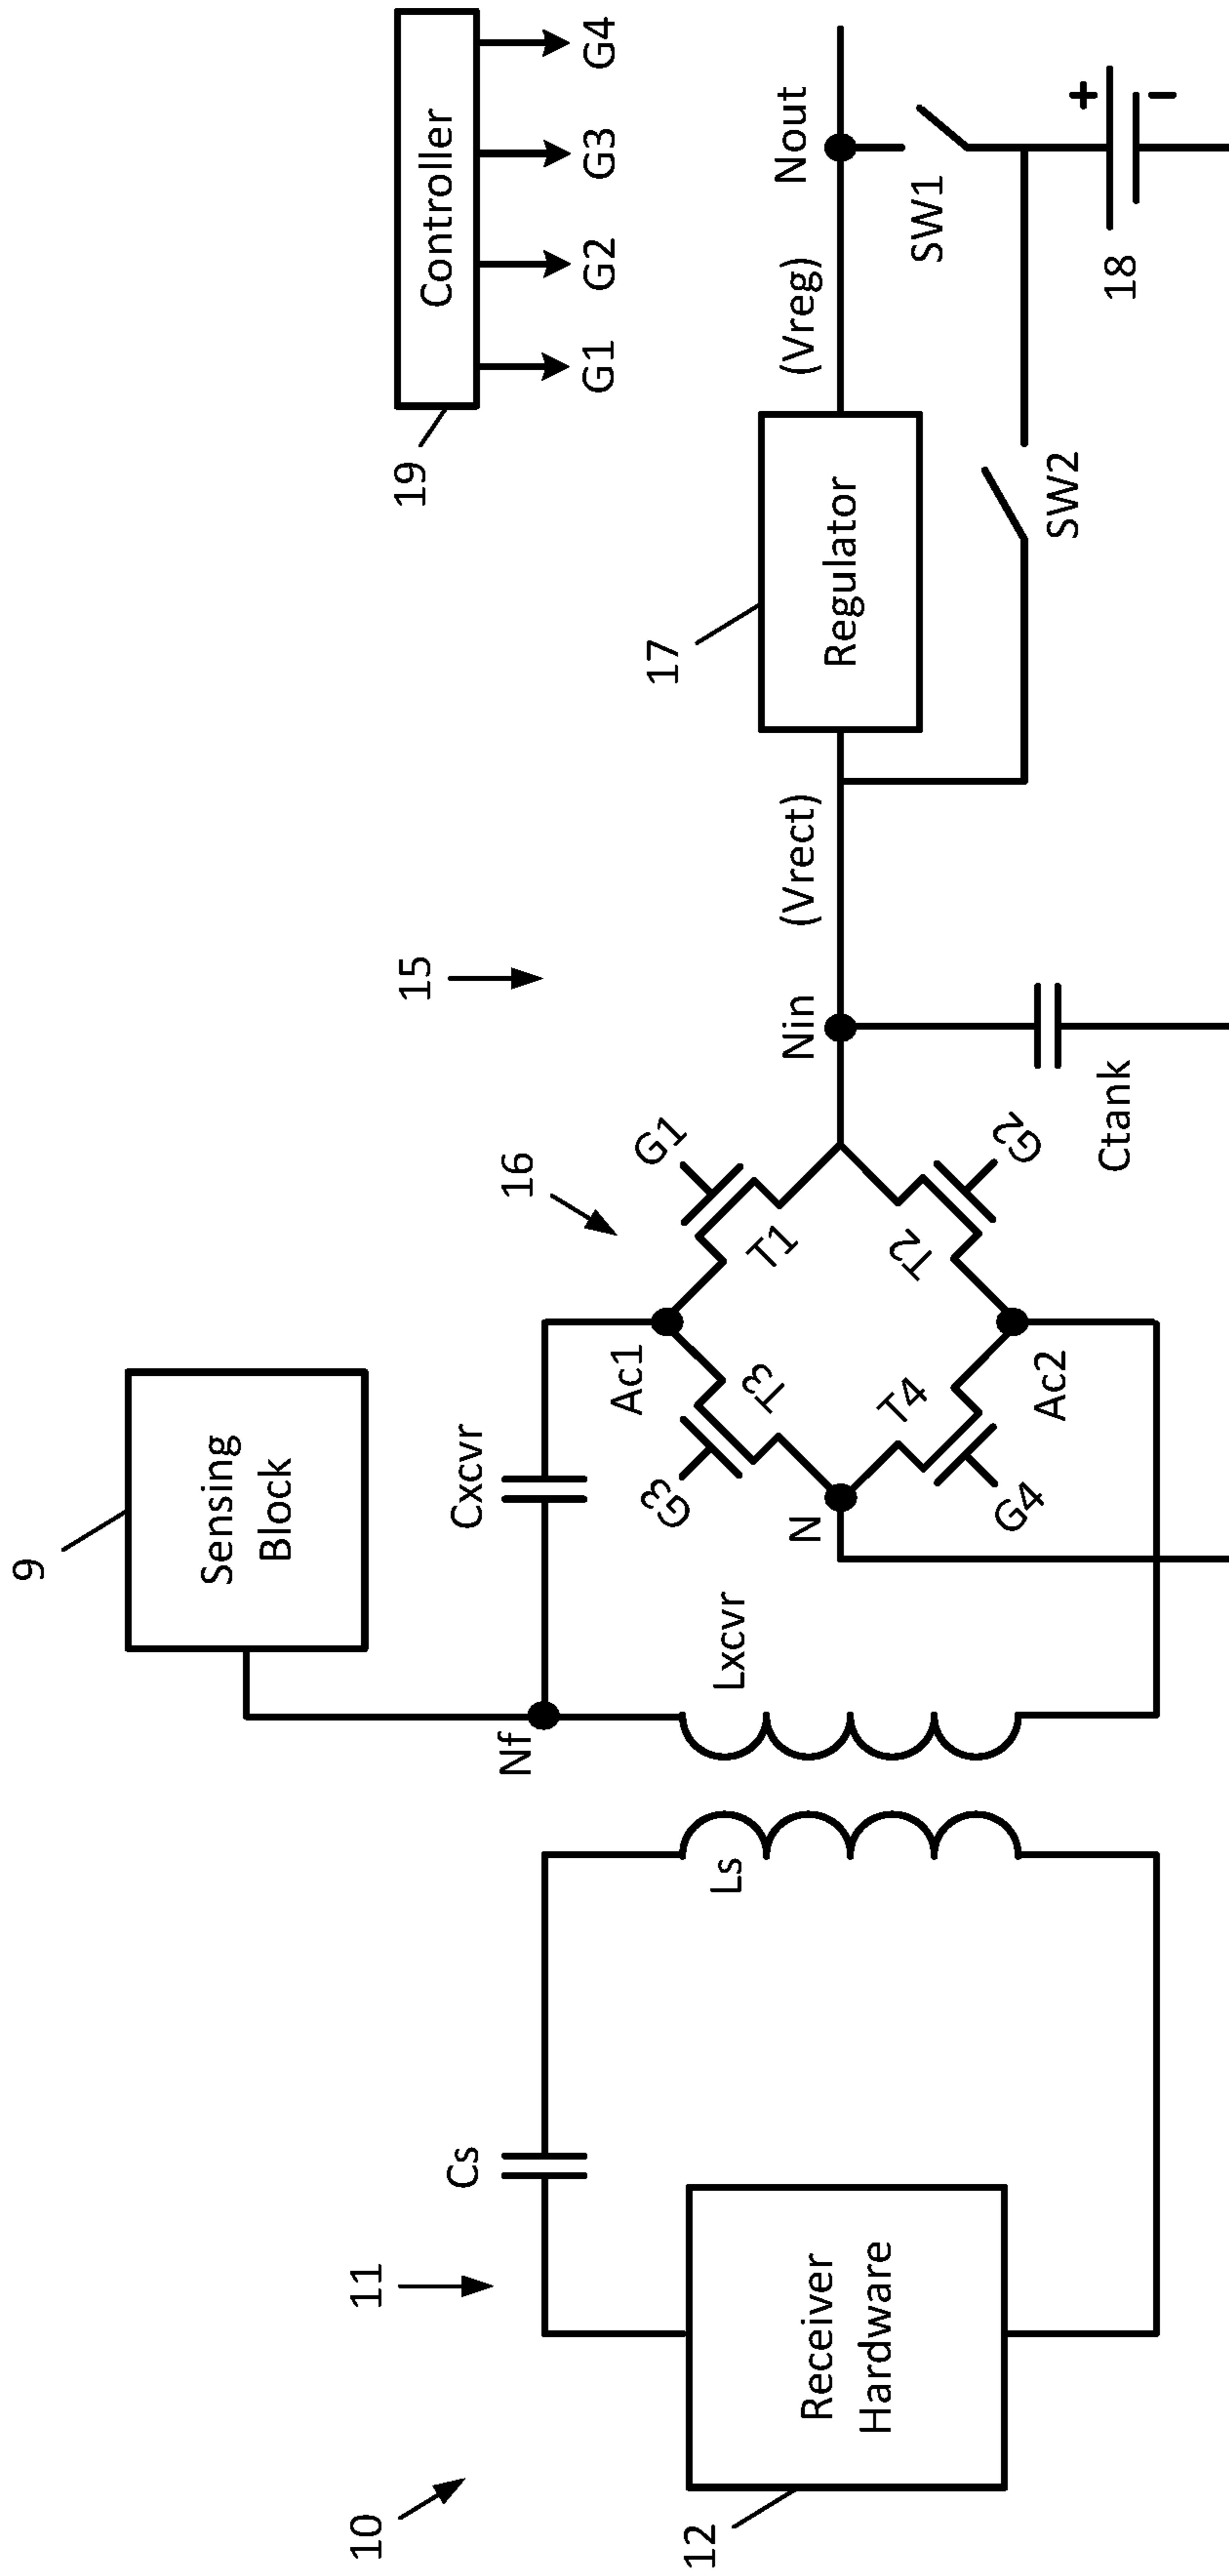 10
11
12
Receiver
Hardware
Cs
Ls
9
Sensing
Block
Nf
Lxcvr
Cxcvr
Ac1
Ac2
N
G3
T3
T4
G4
16
G1
T1
T2
G2
15
Nin
Ctank
(Vrect)
17
Regulator
SW2
(Vreg)
19
Controller
G1
G2
G3
G4
Nout
SW1
18
+
-